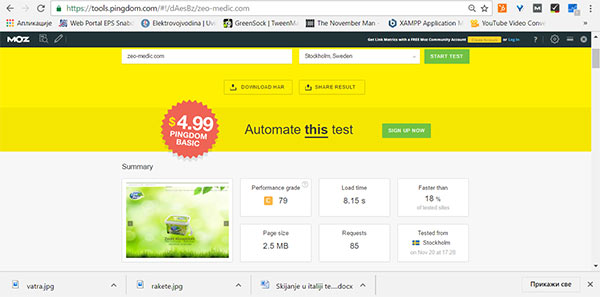 https://tools.pingdom.com/#!/dAesBz/zeo-medic.com
Апликације Web Portal EPS Snabd Elektrovojvodina | U GreenSock | TweenMa The November Man - XAMPP Application YouTube Video Conve
MOZ Get Link Metrics with a FREE Moz Community Account or Log In
zeo-medic.com Stockholm, Sweden START TEST
DOWNLOAD HAR SHARE RESULT
$4.99
PINGDOM
BASIC
Automate this test SIGN UP NOW
Summary
Performance grade Load time Faster than
C 79 8.15 s 18 %
of tested sites
Page size Requests Tested from
2.5 MB 85 Stockholm
on Nov 20 at 17:20
vatra.jpg rakete.jpg Skijanje u italiji te....docx Прикажи све